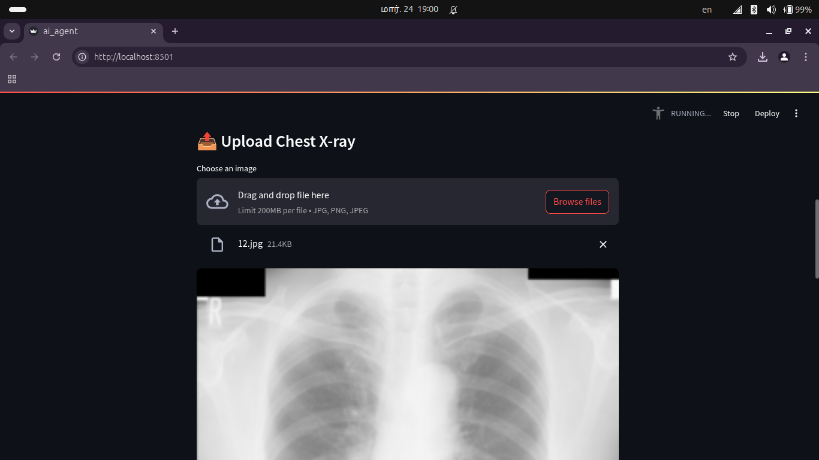 மார். 24 19:00
en
99%
ai_agent
http://localhost:8501
RUNNING...
Stop
Deploy
📤 Upload Chest X-ray
Choose an image
Drag and drop file here
Limit 200MB per file • JPG, PNG, JPEG
Browse files
12.jpg 21.4KB
R